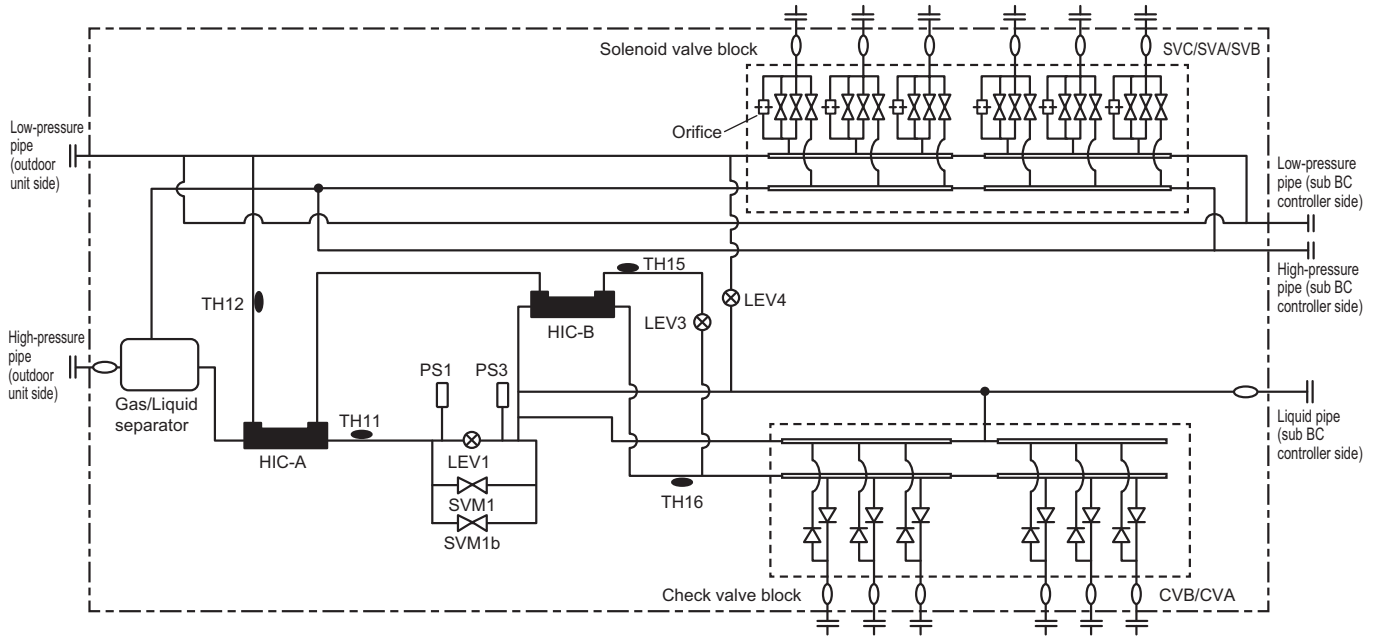 Solenoid valve block
SVC/SVA/SVB
Orifice
Low-pressure
pipe
(outdoor
unit side)
Low-pressure
pipe (sub BC
controller side)
High-pressure
pipe (sub BC
controller side)
TH15
TH12
LEV4
LEV3
HIC-B
High-pressure
pipe
(outdoor
unit side)
PS1
PS3
Gas/Liquid
separator
TH11
Liquid pipe
(sub BC
controller side)
HIC-A
LEV1
SVM1
TH16
SVM1b
Check valve block
CVB/CVA